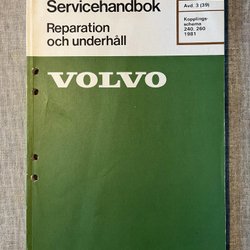 Servicehandbok
Reparation
och underhåll
Avd. 3 (39)
Kopplings-
schema
240, 260
1981
VOLVO